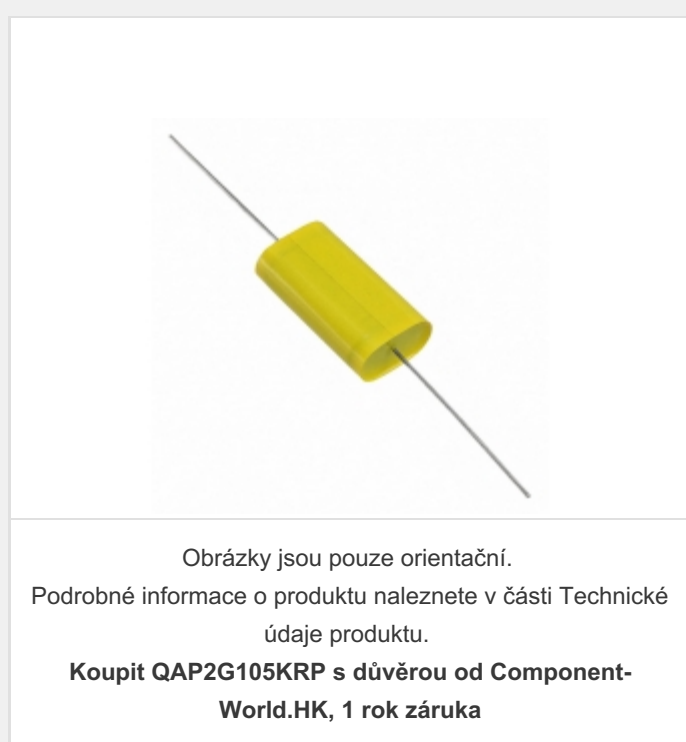 Obrázky jsou pouze orientační.
Podrobné informace o produktu naleznete v části Technické
údaje produktu.
Koupit QAP2G105KRP s důvěrou od Component-
World.HK, 1 rok záruka